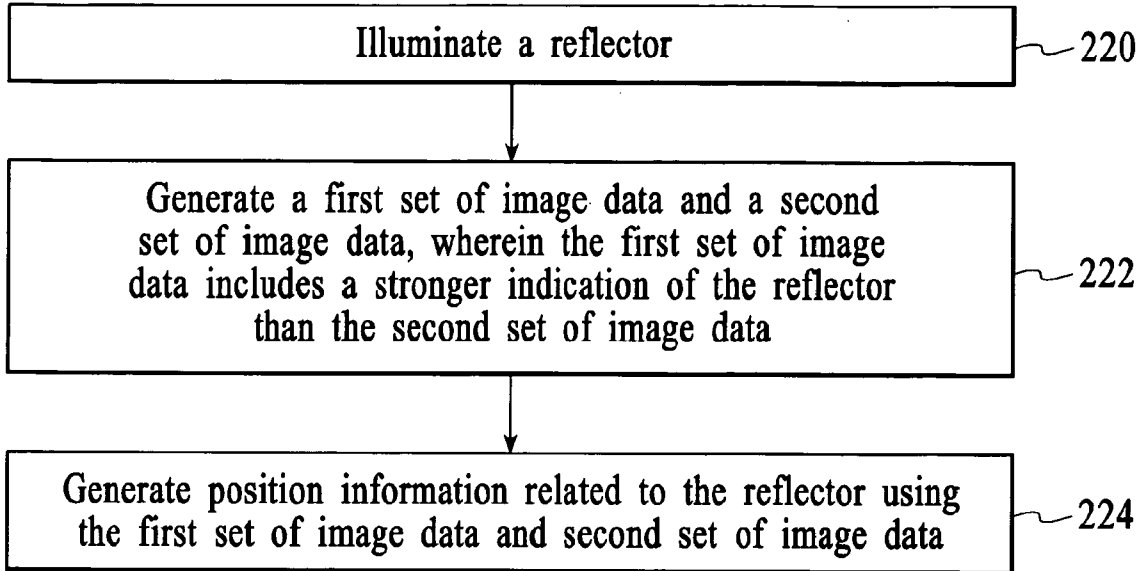 Illuminate a reflector
220
Generate a first set of image data and a second
set of image data, wherein the first set of image
data includes a stronger indication of the reflector
than the second set of image data
222
Generate position information related to the reflector using
the first set of image data and second set of image data
224